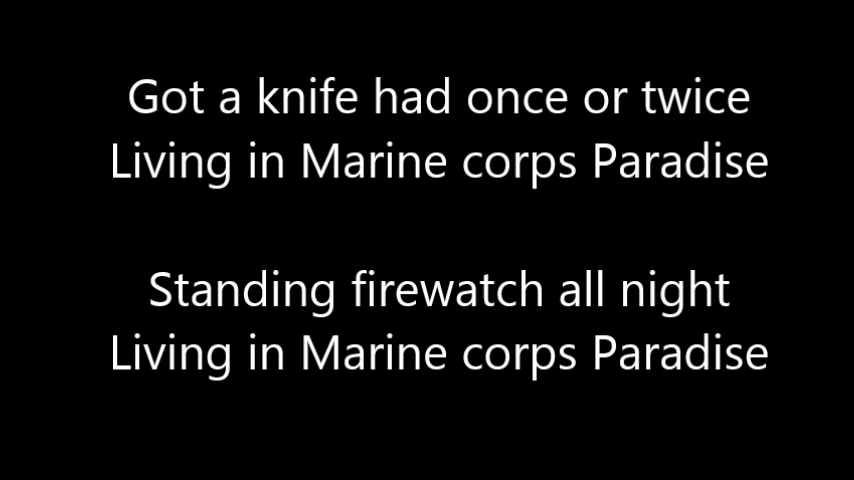 Got a knife had once or twice
Living in Marine corps Paradise
Standing firewatch all night
Living in Marine corps Paradise